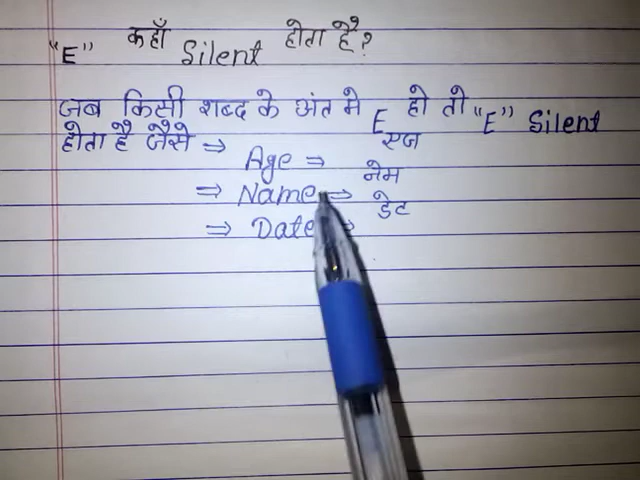 "E" कहाँ Silent होता है?
जब किसी शब्द के अंत मे E हो तो "E" Silent
होता है जैसे ⇒ Age ⇒ एज
⇒ Name ⇒ नेम
⇒ Date ⇒ डेट